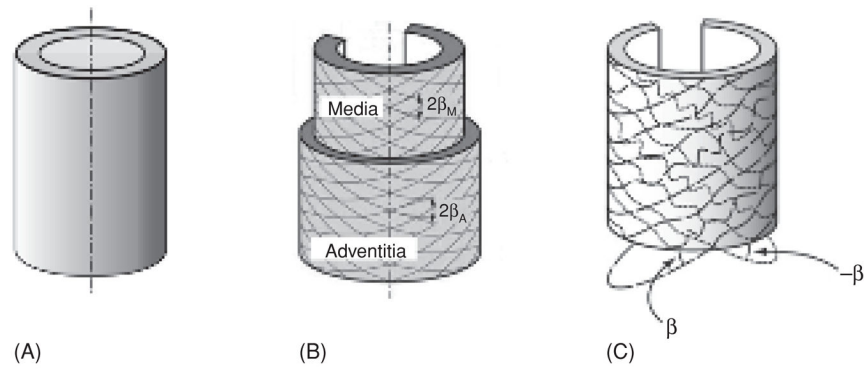 Media
2β_M
2β_A
Adventitia
–β
β
(A)
(B)
(C)